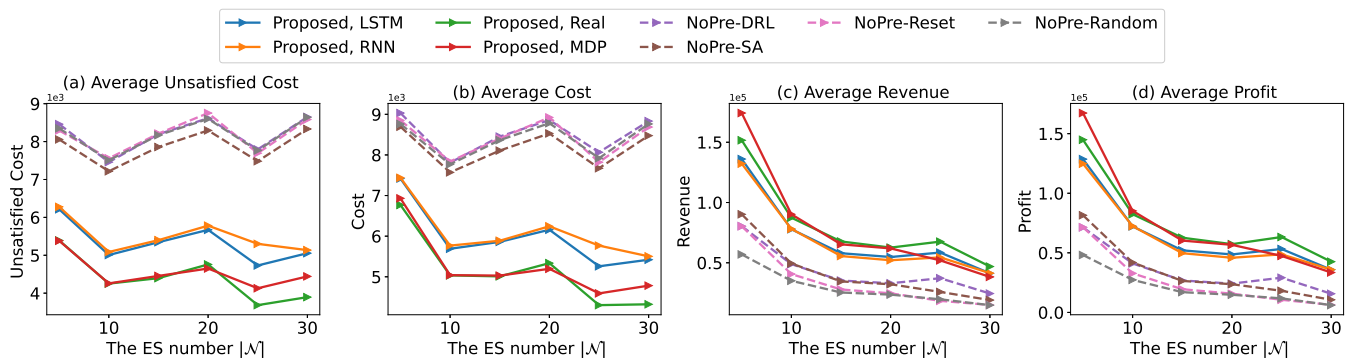 Proposed, LSTM Proposed, Real NoPre-DRL NoPre-Reset NoPre-Random
Proposed, RNN Proposed, MDP NoPre-SA
(a) Average Unsatisfied Cost
1e3
9
8
7
6
5
4
Unsatisfied Cost
10 20 30
The ES number |𝒩|
(b) Average Cost
1e3
9
8
7
6
5
Cost
10 20 30
The ES number |𝒩|
(c) Average Revenue
1e5
1.5
1.0
0.5
Revenue
10 20 30
The ES number |𝒩|
(d) Average Profit
1e5
1.5
1.0
0.5
0.0
Profit
10 20 30
The ES number |𝒩|